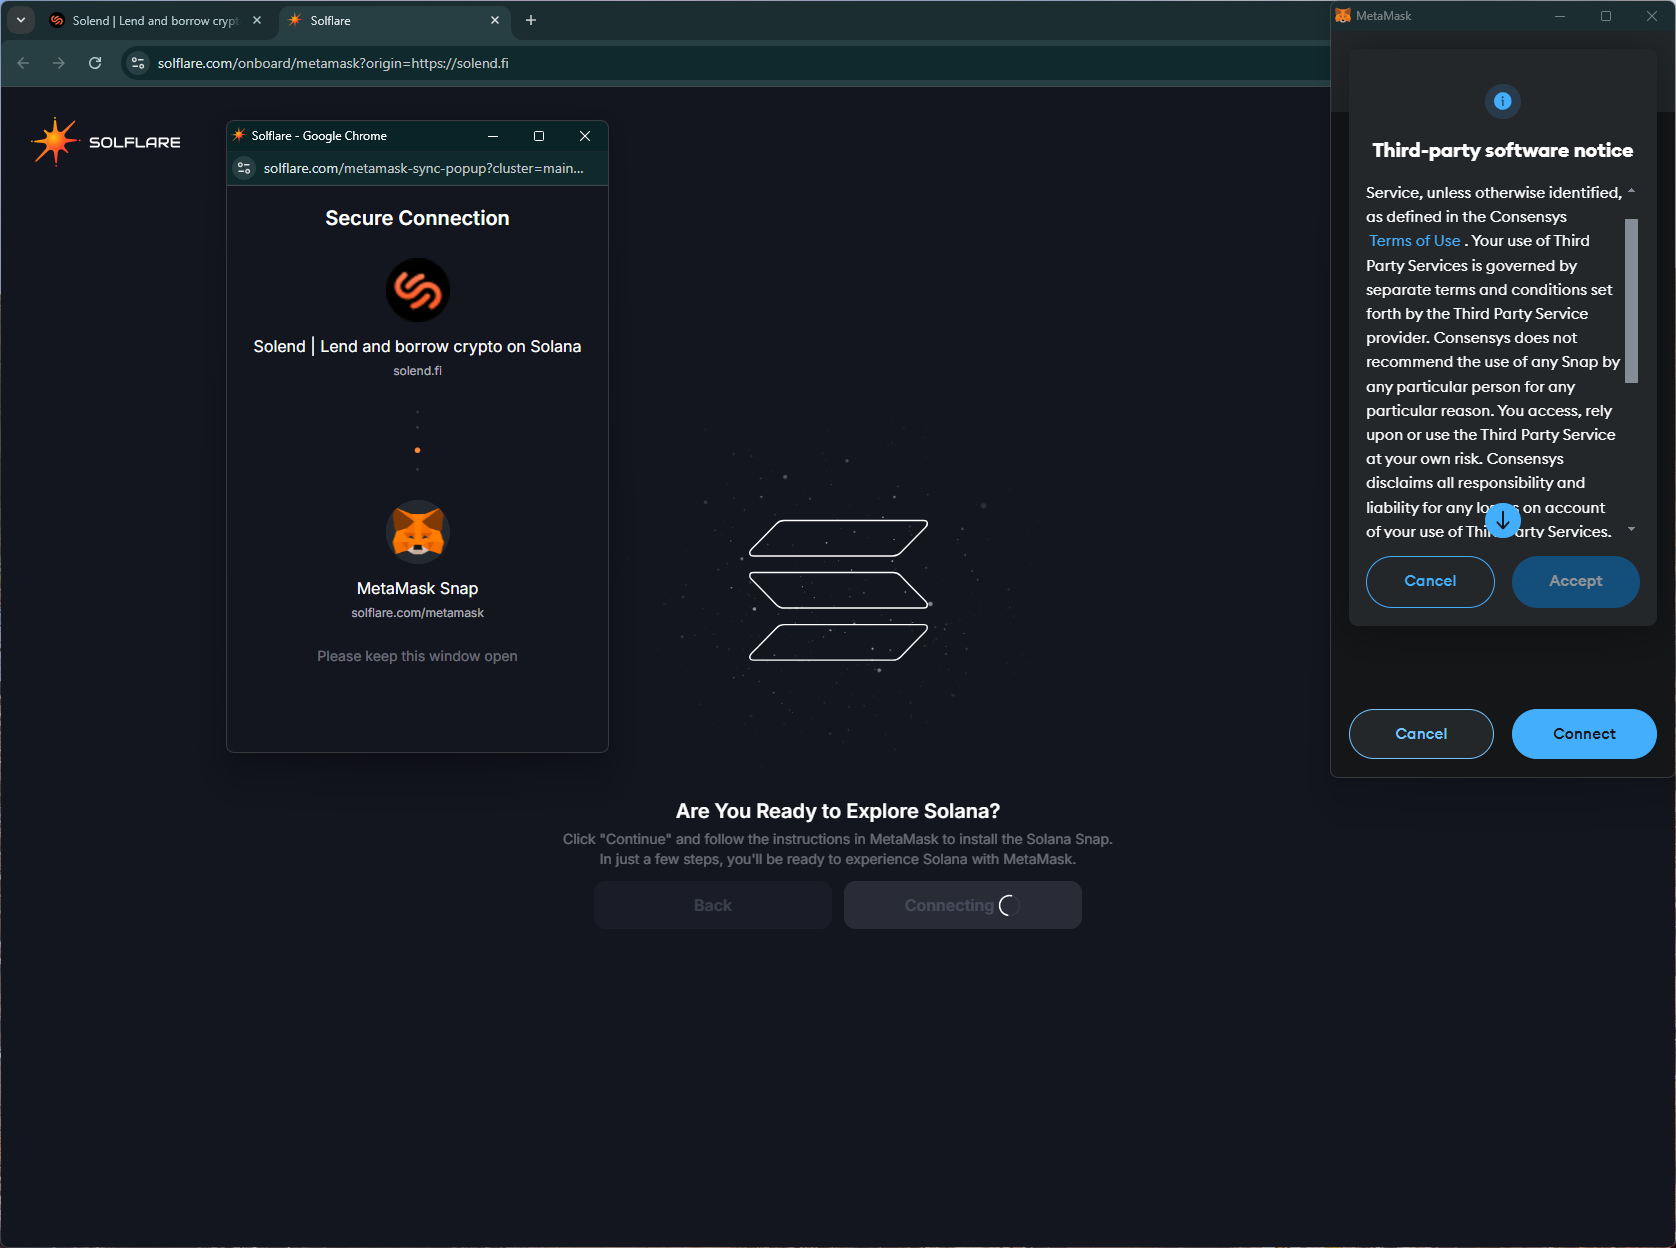 Solend | Lend and borrow crypt
Solflare
solflare.com/onboard/metamask?origin=https://solend.fi
SOLFLARE
Solflare - Google Chrome
solflare.com/metamask-sync-popup?cluster=main...
Secure Connection
Solend | Lend and borrow crypto on Solana
solend.fi
MetaMask Snap
solflare.com/metamask
Please keep this window open
Are You Ready to Explore Solana?
Click "Continue" and follow the instructions in MetaMask to install the Solana Snap.
In just a few steps, you'll be ready to experience Solana with MetaMask.
Back
Connecting
MetaMask
Third-party software notice
Service, unless otherwise identified,
as defined in the Consensys
Terms of Use . Your use of Third
Party Services is governed by
separate terms and conditions set
forth by the Third Party Service
provider. Consensys does not
recommend the use of any Snap by
any particular person for any
particular reason. You access, rely
upon or use the Third Party Service
at your own risk. Consensys
disclaims all responsibility and
liability for any on account
of your use of Services.
Cancel
Accept
Cancel
Connect